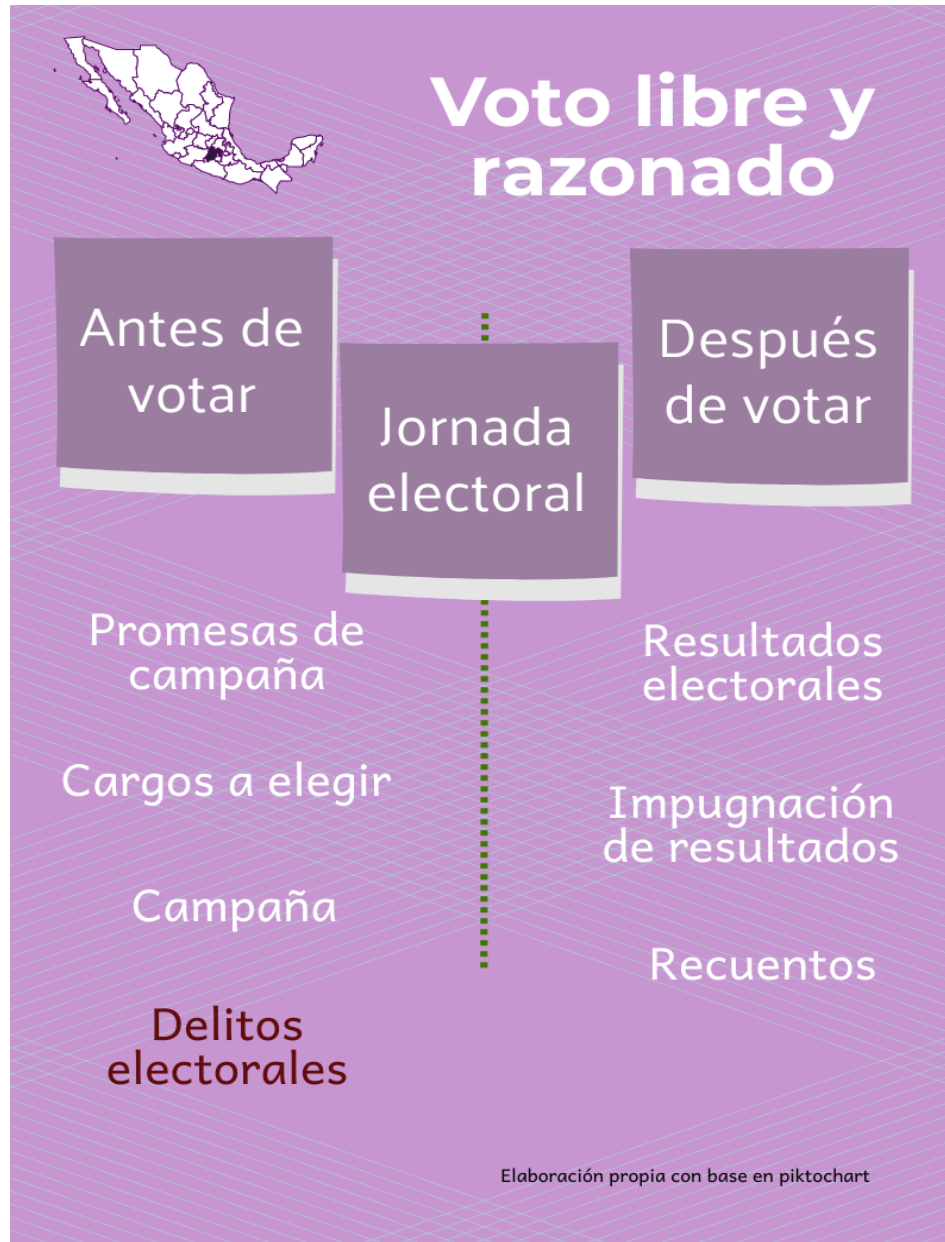 Voto libre y
razonado
Antes de
votar
Jornada
electoral
Después
de votar
Promesas de
campaña
Cargos a elegir
Campaña
Delitos
electorales
Resultados
electorales
Impugnación
de resultados
Recuentos
Elaboración propia con base en piktochart